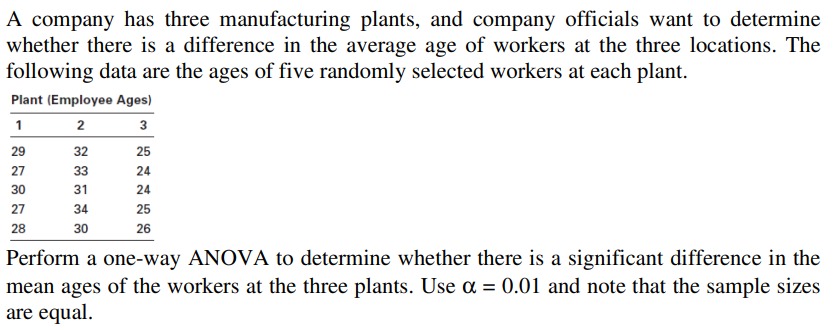 A company has three manufacturing plants, and company officials want to determine
whether there is a difference in the average age of workers at the three locations. The
following data are the ages of five randomly selected workers at each plant.
Plant (Employee Ages)
1 2 3
29 32 25
27 33 24
30 31 24
27 34 25
28 30 26
Perform a one-way ANOVA to determine whether there is a significant difference in the
mean ages of the workers at the three plants. Use α = 0.01 and note that the sample sizes
are equal.